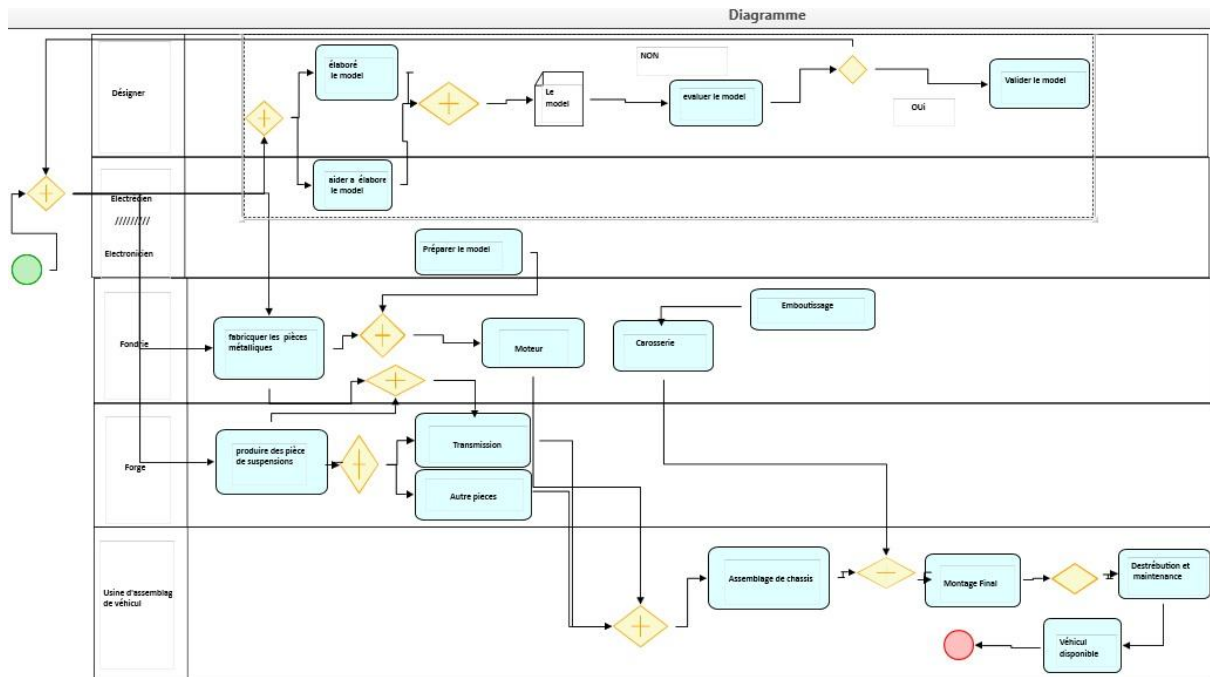 Diagramme
Désigner
élaboré
le model
NON
Le
model
evaluer le model
OUi
Valider le model
aider a élabore
le model
Electrecien
/////////
Electronicien
Préparer le model
Fondrie
fabricquer les pièces
métalliques
Moteur
Carosserie
Emboutissage
Forge
produire des pièce
de suspensions
Transmission
Autre pieces
Usine d'assemblag
de véhicul
Assemblage de chassis
Montage Final
Destrébution et
maintenance
Véhicul
disponible